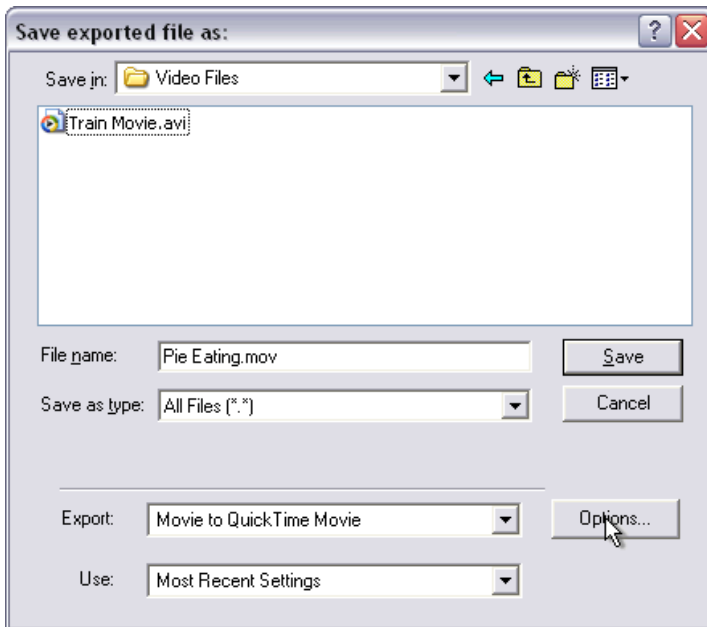 Save exported file as:
Save in: Video Files
Train Movie.avi
File name: Pie Eating.mov Save
Save as type: All Files (*.*) Cancel
Export: Movie to QuickTime Movie Options...
Use: Most Recent Settings